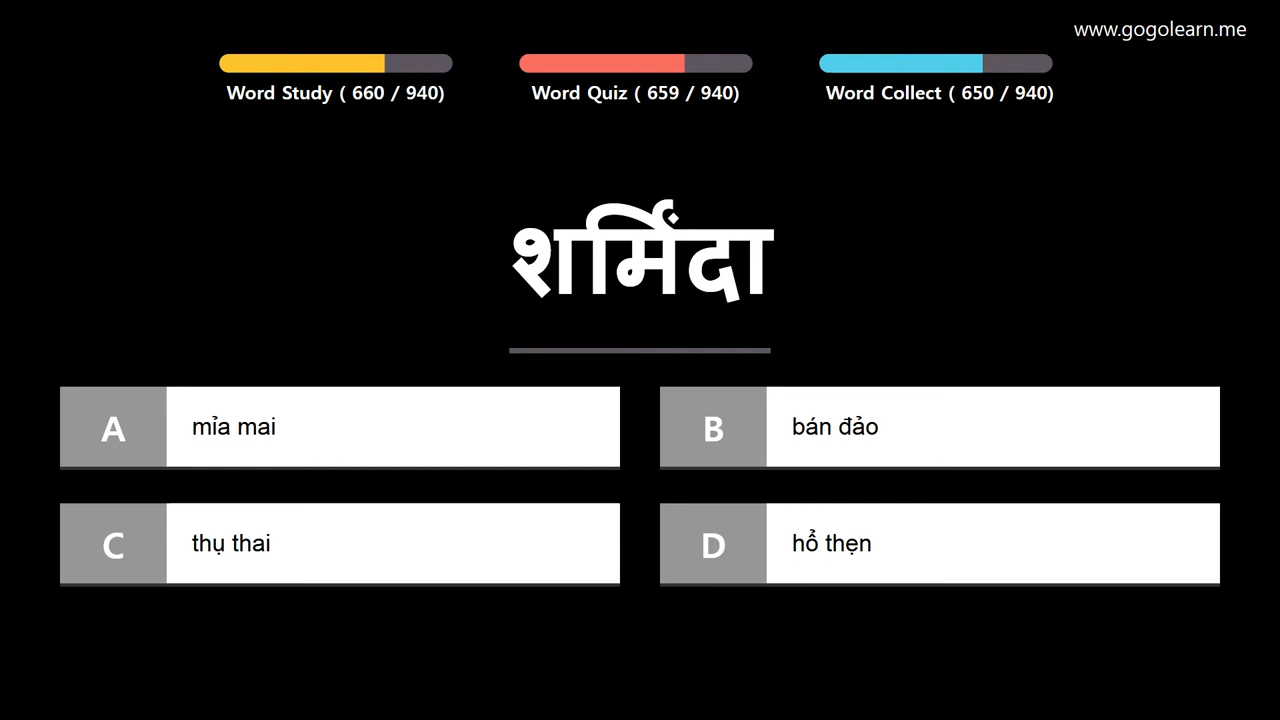 www.gogolearn.me
Word Study ( 660 / 940)
Word Quiz ( 659 / 940)
Word Collect ( 650 / 940)
शर्मिंदा
A mỉa mai
B bán đảo
C thụ thai
D hổ thẹn